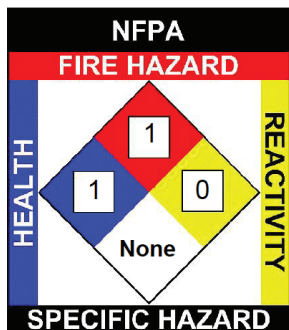 NFPA
FIRE HAZARD
HEALTH
1
1
0
REACTIVITY
None
SPECIFIC HAZARD